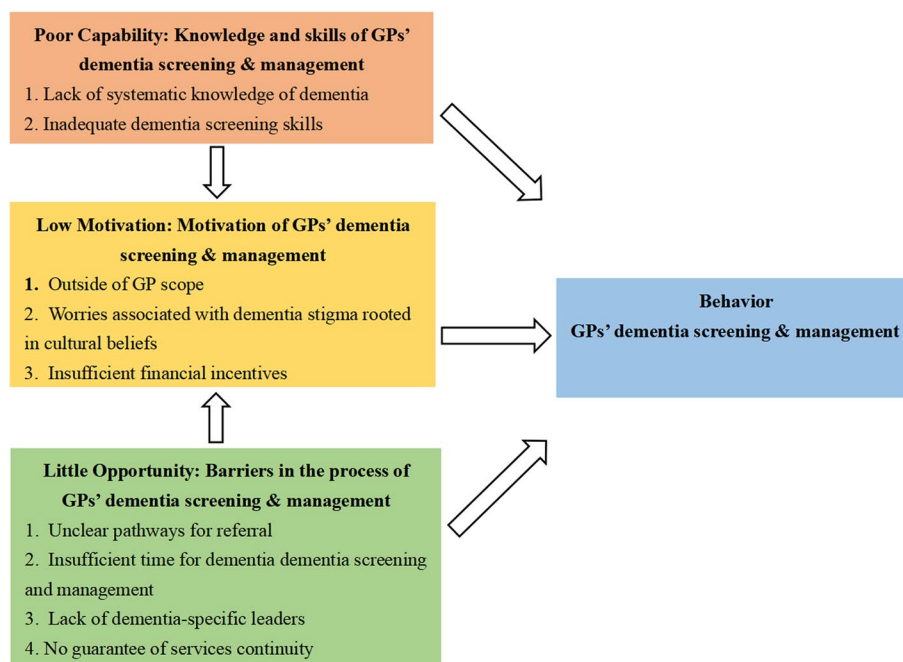 Poor Capability: Knowledge and skills of GPs'
dementia screening & management
1. Lack of systematic knowledge of dementia
2. Inadequate dementia screening skills
Low Motivation: Motivation of GPs' dementia
screening & management
1. Outside of GP scope
2. Worries associated with dementia stigma rooted
in cultural beliefs
3. Insufficient financial incentives
Behavior
GPs' dementia screening & management
Little Opportunity: Barriers in the process of
GPs' dementia screening & management
1. Unclear pathways for referral
2. Insufficient time for dementia dementia screening
and management
3. Lack of dementia-specific leaders
4. No guarantee of services continuity